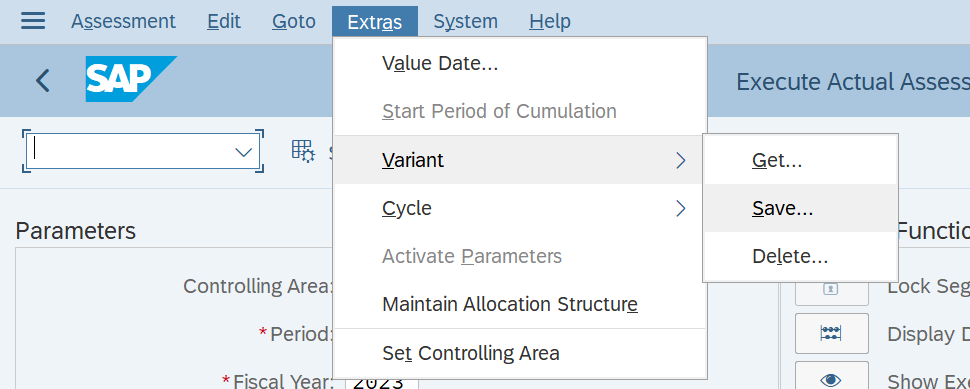 Assessment Edit Goto Extras System Help
SAP
Execute Actual Assess
Value Date...
Start Period of Cumulation
Variant
Cycle
Activate Parameters
Maintain Allocation Structure
Set Controlling Area
Get...
Save...
Delete...
Parameters
Controlling Area:
*Period:
*Fiscal Year: 2023
Functio
Lock Seg
Display D
Show Exec